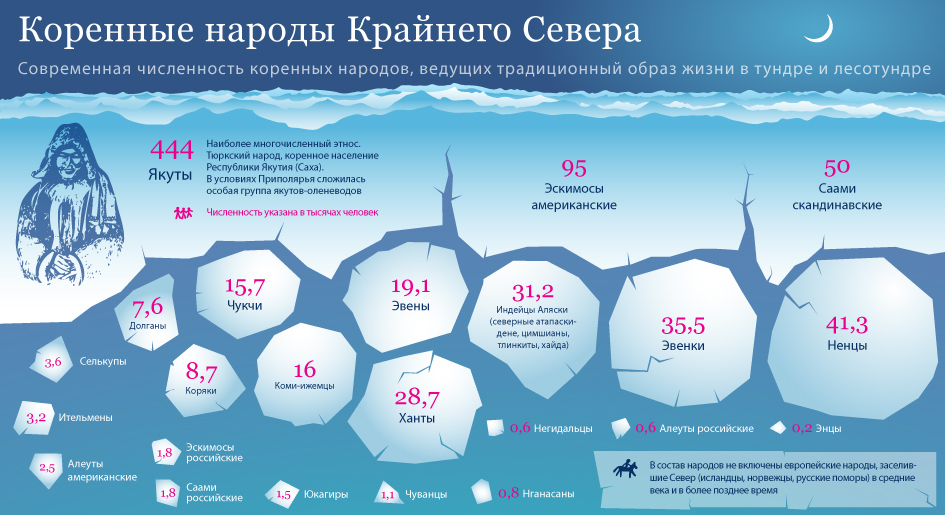 Коренные народы Крайнего Севера
Современная численность коренных народов, ведущих традиционный образ жизни в тундре и лесотундре
444
Якуты
Наиболее многочисленный этнос.
Тюркский народ, коренное население
Республики Якутия (Саха).
В условиях Приполярья сложилась
особая группа якутов-оленеводов
Численность указана в тысячах человек
95
Эскимосы
американские
50
Саами
скандинавские
7,6
Долганы
15,7
Чукчи
19,1
Эвены
31,2
Индейцы Аляски
(северные атапаски-
дене, цимшианы,
тлинкиты, хайда)
35,5
Эвенки
41,3
Ненцы
3,6
Селькупы
8,7
Коряки
16
Коми-ижемцы
28,7
Ханты
3,2
Ительмены
2,5
Алеуты
американские
1,8
Эскимосы
российские
1,8
Саами
российские
1,5
Юкагиры
1,1
Чуванцы
0,8 Нганасаны
0,6 Негидальцы
0,6 Алеуты российские
0,2 Энцы
В состав народов не включены европейские народы, заселив-
шие Север (исландцы, норвежцы, русские поморы) в средние
века и в более позднее время